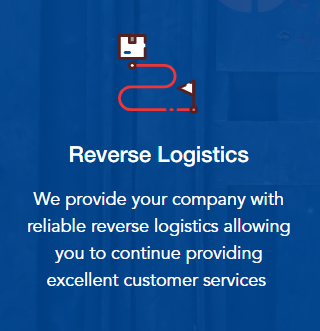 Reverse Logistics
We provide your company with
reliable reverse logistics allowing
you to continue providing
excellent customer services